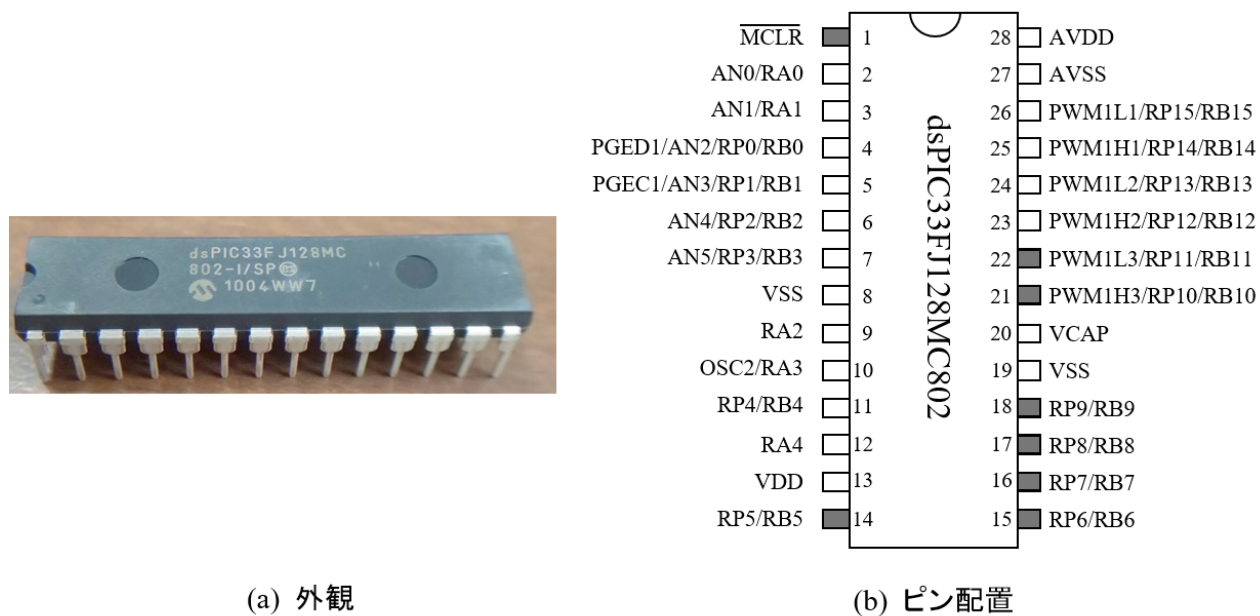 dsPIC33FJ128MC
802-I/SP
1004WW7
(a) 外観
MCLR 1
AN0/RA0 2
AN1/RA1 3
PGED1/AN2/RP0/RB0 4
PGEC1/AN3/RP1/RB1 5
AN4/RP2/RB2 6
AN5/RP3/RB3 7
VSS 8
RA2 9
OSC2/RA3 10
RP4/RB4 11
RA4 12
VDD 13
RP5/RB5 14
dsPIC33FJ128MC802
28 AVDD
27 AVSS
26 PWM1L1/RP15/RB15
25 PWM1H1/RP14/RB14
24 PWM1L2/RP13/RB13
23 PWM1H2/RP12/RB12
22 PWM1L3/RP11/RB11
21 PWM1H3/RP10/RB10
20 VCAP
19 VSS
18 RP9/RB9
17 RP8/RB8
16 RP7/RB7
15 RP6/RB6
(b) ピン配置